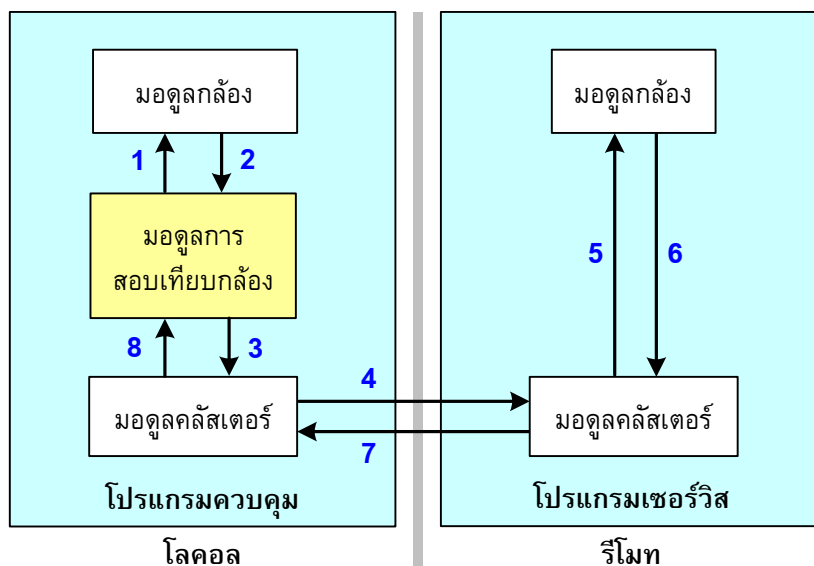 มอดูลกล้อง
มอดูลกล้อง
1
2
มอดูลการ
สอบเทียบกล้อง
5
6
8
3
4
มอดูลคลัสเตอร์
มอดูลคลัสเตอร์
7
โปรแกรมควบคุม
โปรแกรมเซอร์วิส
โลคอล
รีโมท